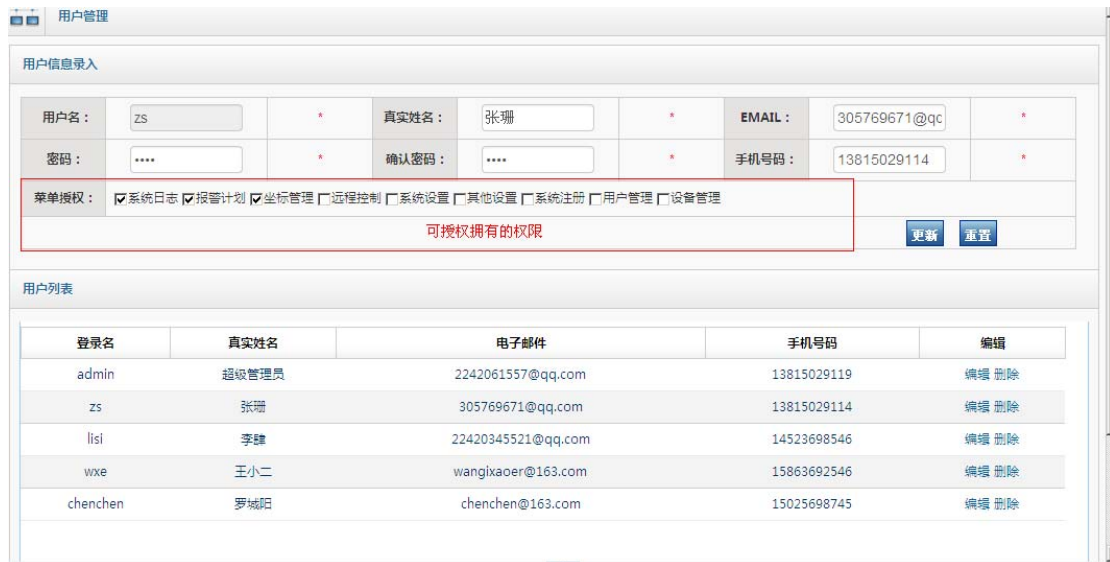 用户管理
用户信息录入
用户名： zs * 真实姓名： 张珊 * EMAIL： 305769671@qc *
密码： •••• * 确认密码： •••• * 手机号码： 13815029114 *
菜单授权： 系统日志 报警计划 坐标管理 远程控制 系统设置 其他设置 系统注册 用户管理 设备管理
可授权拥有的权限 更新 重置
用户列表
登录名 真实姓名 电子邮件 手机号码 编辑
admin 超级管理员 2242061557@qq.com 13815029119 编辑 删除
zs 张珊 305769671@qq.com 13815029114 编辑 删除
lisi 李肆 22420345521@qq.com 14523698546 编辑 删除
wxe 王小二 wangixaoer@163.com 15863692546 编辑 删除
chenchen 罗城阳 chenchen@163.com 15025698745 编辑 删除